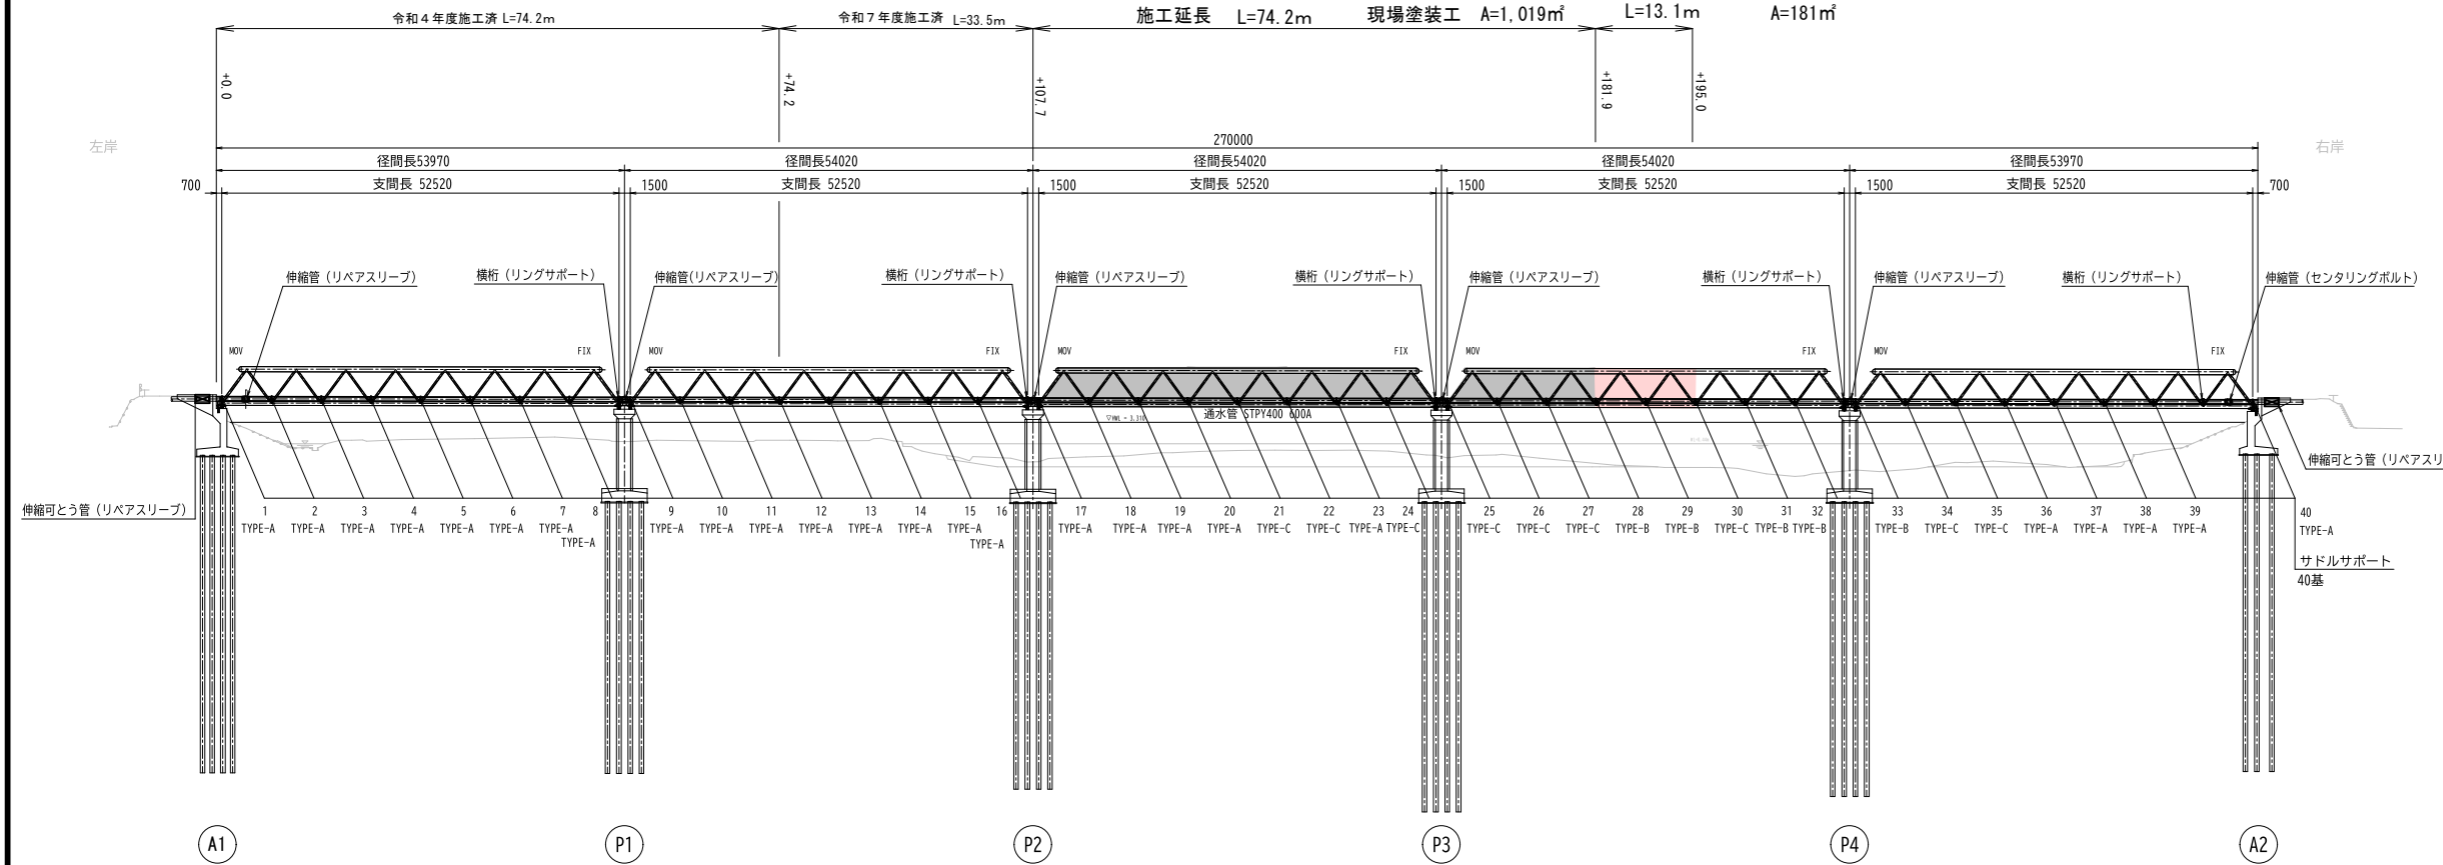 令和４年度施工済 L=74.2m
令和７年度施工済 L=33.5m
施工延長 L=74.2m 現場塗装工 A=1,019㎡ L=13.1m A=181㎡
+0.0
+74.2
+107.7
+181.9
+195.0
左岸
右岸
270000
径間長53970 径間長54020 径間長54020 径間長54020 径間長53970
700 支間長 52520 1500 支間長 52520 1500 支間長 52520 1500 支間長 52520 1500 支間長 52520 700
伸縮管（リペアスリーブ）
横桁（リングサポート）
伸縮管(リペアスリーブ)
横桁（リングサポート）
伸縮管（リペアスリーブ）
横桁（リングサポート）
伸縮管（リペアスリーブ）
横桁（リングサポート）
伸縮管（リペアスリーブ）
横桁（リングサポート）
伸縮管（センタリングボルト）
MOV FIX MOV FIX MOV FIX MOV FIX MOV FIX
通水管 STPY400 600A
伸縮可とう管（リペアスリーブ）
伸縮可とう管（リペアスリ
1 2 3 4 5 6 7 8 9 10 11 12 13 14 15 16 17 18 19 20 21 22 23 24 25 26 27 28 29 30 31 32 33 34 35 36 37 38 39 40
TYPE-A TYPE-A TYPE-A TYPE-A TYPE-A TYPE-A TYPE-A TYPE-A TYPE-A TYPE-A TYPE-A TYPE-A TYPE-A TYPE-A TYPE-A TYPE-A TYPE-A TYPE-A TYPE-C TYPE-C TYPE-A TYPE-C TYPE-C TYPE-C TYPE-C TYPE-B TYPE-B TYPE-C TYPE-B TYPE-B TYPE-B TYPE-C TYPE-C TYPE-A TYPE-A TYPE-A TYPE-A TYPE-A
TYPE-A TYPE-A
サドルサポート
40基
A1 P1 P2 P3 P4 A2